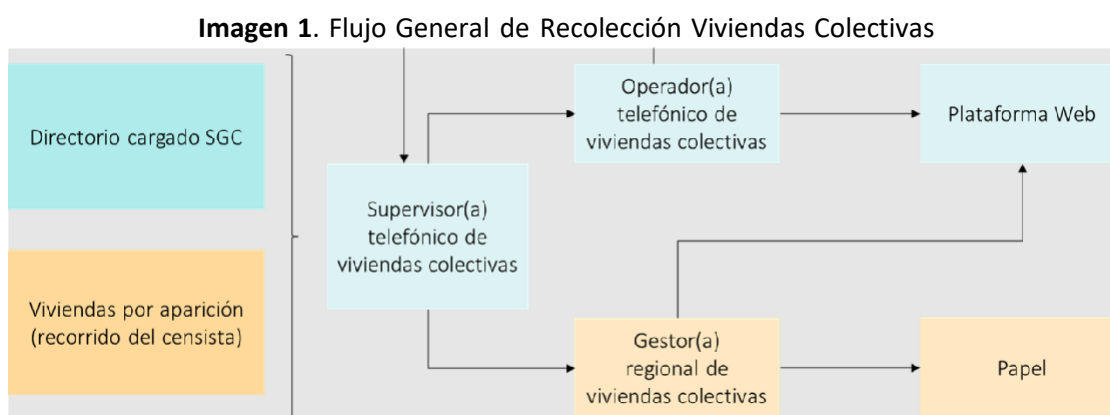 Imagen 1. Flujo General de Recolección Viviendas Colectivas
Directorio cargado SGC
Viviendas por aparición
(recorrido del censista)
Supervisor(a)
telefónico de
viviendas colectivas
Operador(a)
telefónico de
viviendas colectivas
Plataforma Web
Gestor(a)
regional de
viviendas colectivas
Papel